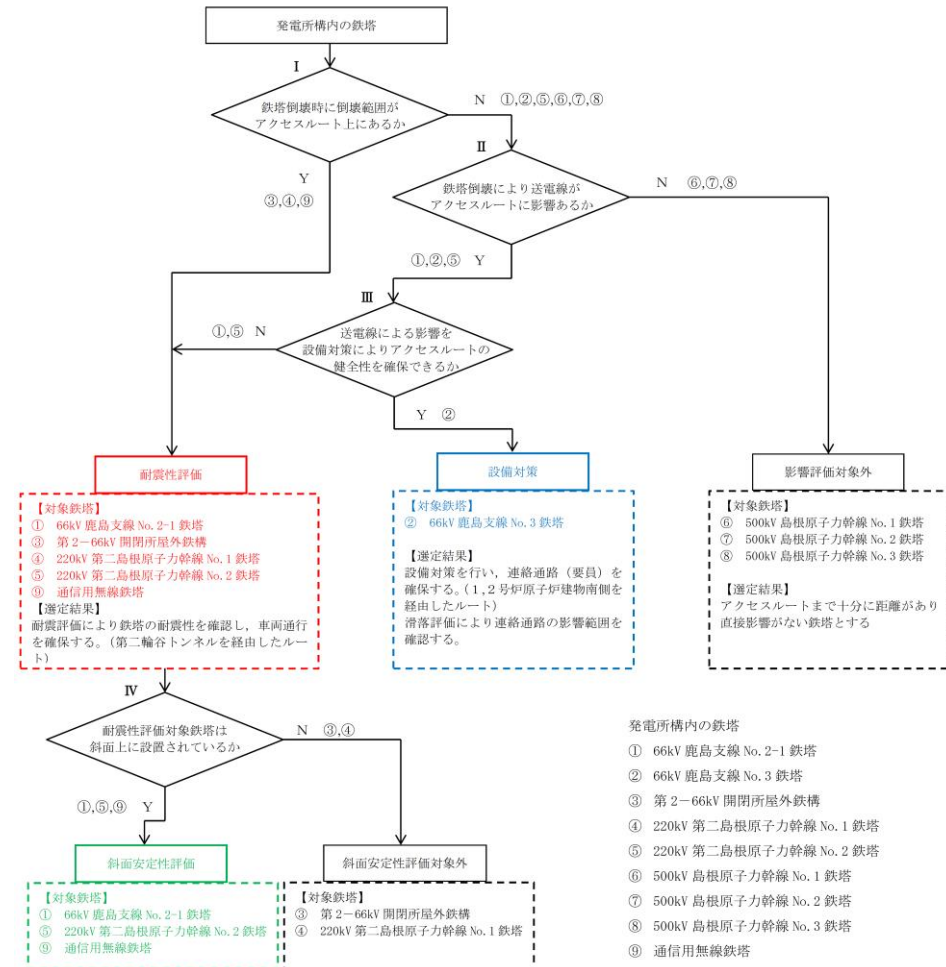 発電所構内の鉄塔
Ⅰ
鉄塔倒壊時に倒壊範囲が
アクセスルート上にあるか
N ①,②,⑤,⑥,⑦,⑧
Y
③,④,⑨
Ⅱ
鉄塔倒壊により送電線が
アクセスルートに影響あるか
N ⑥,⑦,⑧
①,②,⑤ Y
Ⅲ
送電線による影響を
設備対策によりアクセスルートの
健全性を確保できるか
①,⑤ N
Y ②
耐震性評価
【対象鉄塔】
① 66kV 鹿島支線 No.2-1 鉄塔
③ 第2−66kV 開閉所屋外鉄構
④ 220kV 第二島根原子力幹線 No.1 鉄塔
⑤ 220kV 第二島根原子力幹線 No.2 鉄塔
⑨ 通信用無線鉄塔
【選定結果】
耐震評価により鉄塔の耐震性を確認し，車両通行
を確保する。（第二輪谷トンネルを経由したルー
ト）
設備対策
【対象鉄塔】
② 66kV 鹿島支線 No.3 鉄塔
【選定結果】
設備対策を行い，連絡通路（要員）を
確保する。（1,2号炉原子炉建物南側を
経由したルート）
滑落評価により連絡通路の影響範囲を
確認する。
影響評価対象外
【対象鉄塔】
⑥ 500kV 島根原子力幹線 No.1 鉄塔
⑦ 500kV 島根原子力幹線 No.2 鉄塔
⑧ 500kV 島根原子力幹線 No.3 鉄塔
【選定結果】
アクセスルートまで十分に距離があり
直接影響がない鉄塔とする
Ⅳ
耐震性評価対象鉄塔は
斜面上に設置されているか
N ③,④
①,⑤,⑨ Y
斜面安定性評価
【対象鉄塔】
① 66kV 鹿島支線 No.2-1 鉄塔
⑤ 220kV 第二島根原子力幹線 No.2 鉄塔
⑨ 通信用無線鉄塔
斜面安定性評価対象外
【対象鉄塔】
③ 第2−66kV 開閉所屋外鉄構
④ 220kV 第二島根原子力幹線 No.1 鉄塔
発電所構内の鉄塔
① 66kV 鹿島支線 No.2-1 鉄塔
② 66kV 鹿島支線 No.3 鉄塔
③ 第2−66kV 開閉所屋外鉄構
④ 220kV 第二島根原子力幹線 No.1 鉄塔
⑤ 220kV 第二島根原子力幹線 No.2 鉄塔
⑥ 500kV 島根原子力幹線 No.1 鉄塔
⑦ 500kV 島根原子力幹線 No.2 鉄塔
⑧ 500kV 島根原子力幹線 No.3 鉄塔
⑨ 通信用無線鉄塔